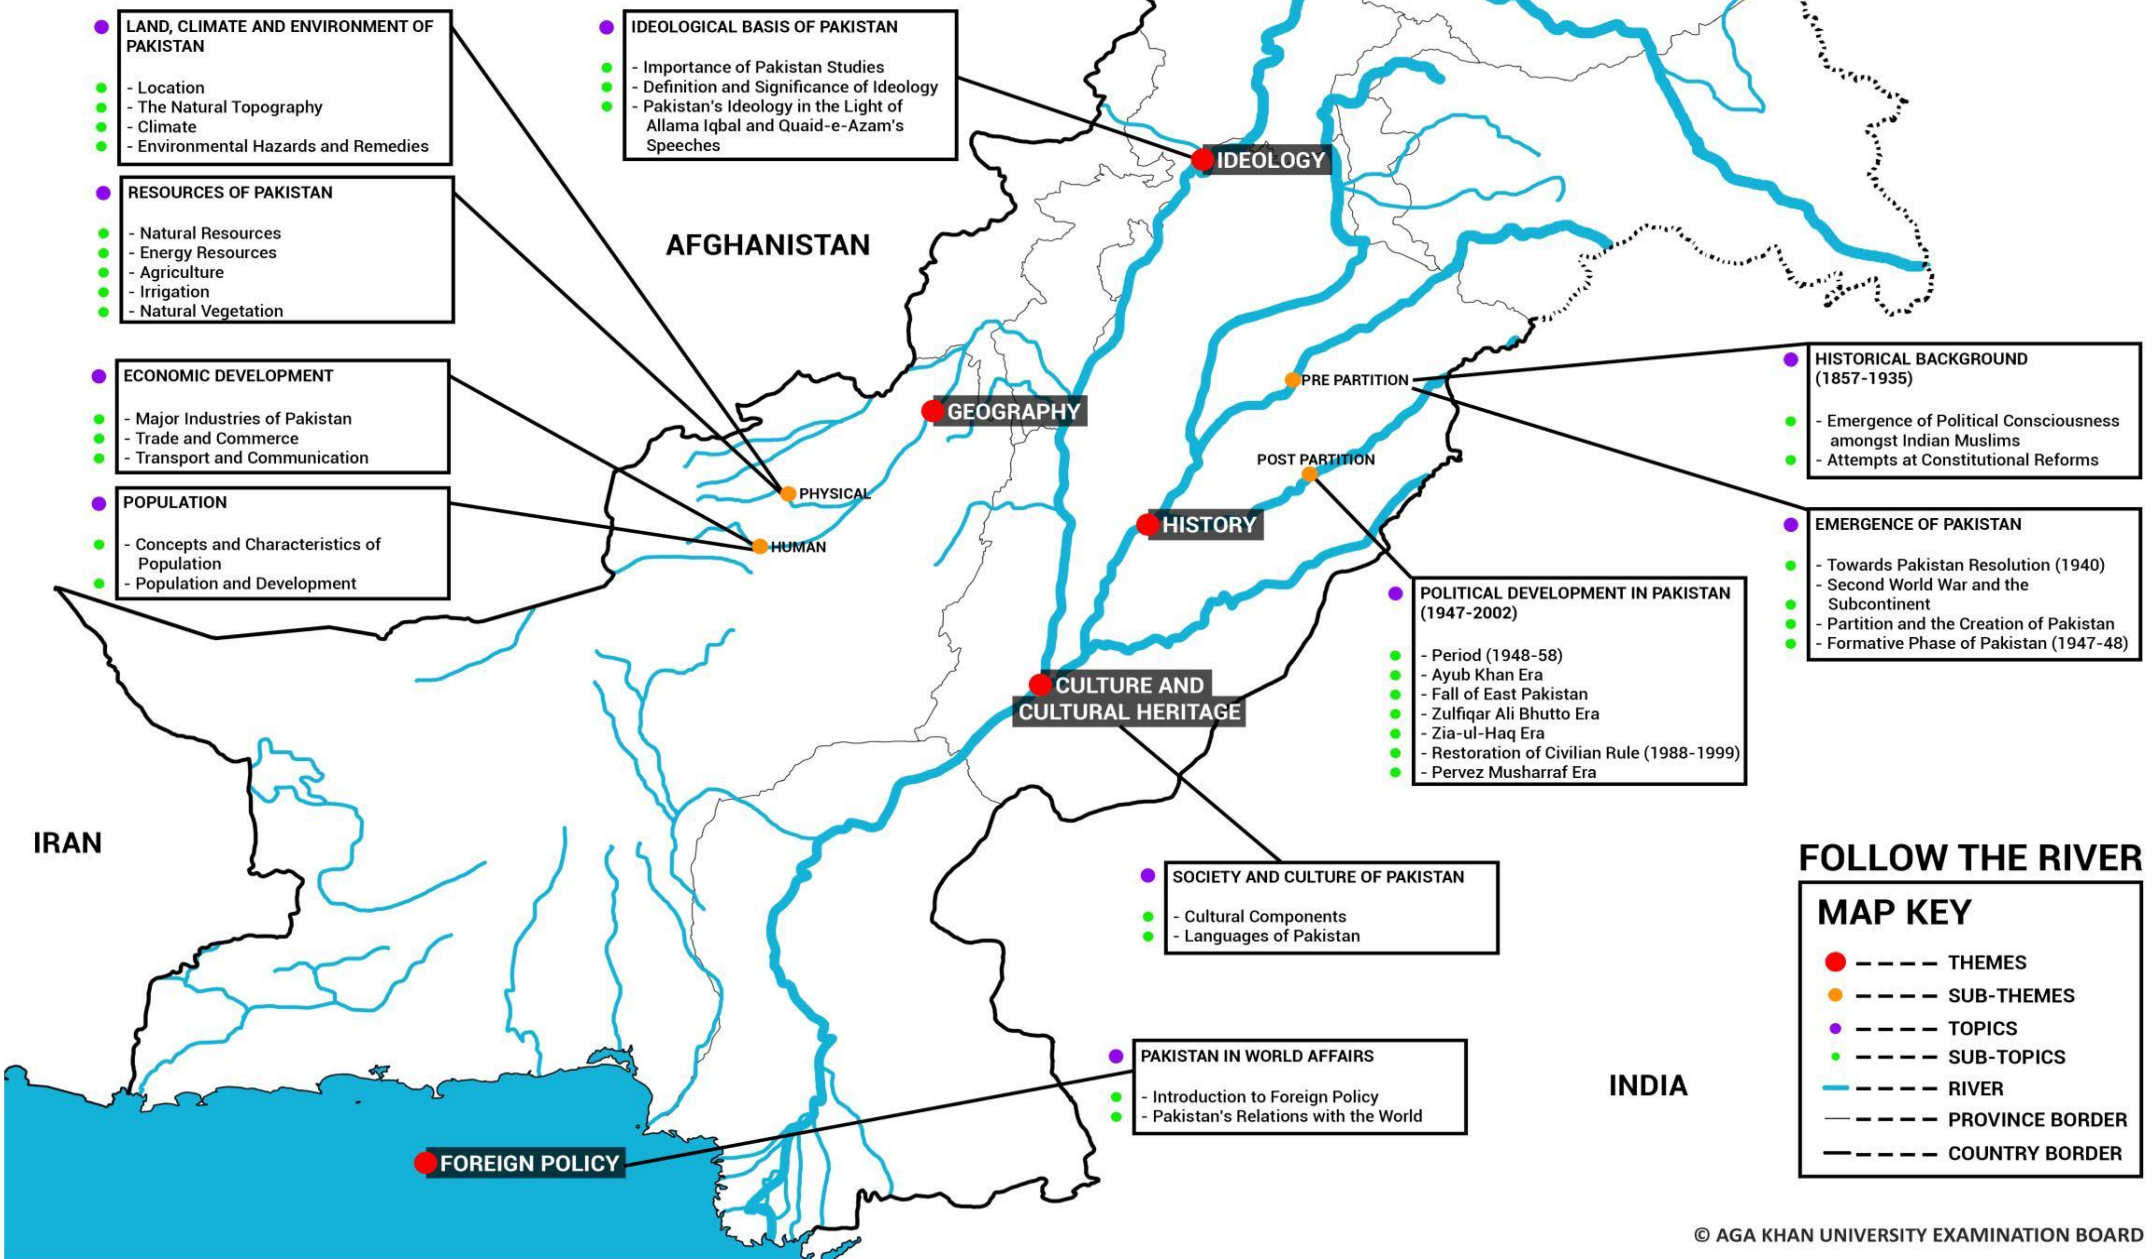 LAND, CLIMATE AND ENVIRONMENT OF
PAKISTAN
- Location
- The Natural Topography
- Climate
- Environmental Hazards and Remedies
RESOURCES OF PAKISTAN
- Natural Resources
- Energy Resources
- Agriculture
- Irrigation
- Natural Vegetation
ECONOMIC DEVELOPMENT
- Major Industries of Pakistan
- Trade and Commerce
- Transport and Communication
POPULATION
- Concepts and Characteristics of
Population
- Population and Development
IDEOLOGICAL BASIS OF PAKISTAN
- Importance of Pakistan Studies
- Definition and Significance of Ideology
- Pakistan's Ideology in the Light of
Allama Iqbal and Quaid-e-Azam's
Speeches
IDEOLOGY
AFGHANISTAN
GEOGRAPHY
PHYSICAL
HUMAN
PRE PARTITION
POST PARTITION
HISTORY
CULTURE AND
CULTURAL HERITAGE
HISTORICAL BACKGROUND
(1857-1935)
- Emergence of Political Consciousness
amongst Indian Muslims
- Attempts at Constitutional Reforms
EMERGENCE OF PAKISTAN
- Towards Pakistan Resolution (1940)
- Second World War and the
Subcontinent
- Partition and the Creation of Pakistan
- Formative Phase of Pakistan (1947-48)
POLITICAL DEVELOPMENT IN PAKISTAN
(1947-2002)
- Period (1948-58)
- Ayub Khan Era
- Fall of East Pakistan
- Zulfiqar Ali Bhutto Era
- Zia-ul-Haq Era
- Restoration of Civilian Rule (1988-1999)
- Pervez Musharraf Era
IRAN
SOCIETY AND CULTURE OF PAKISTAN
- Cultural Components
- Languages of Pakistan
PAKISTAN IN WORLD AFFAIRS
- Introduction to Foreign Policy
- Pakistan's Relations with the World
FOREIGN POLICY
INDIA
FOLLOW THE RIVER
MAP KEY
THEMES
SUB-THEMES
TOPICS
SUB-TOPICS
RIVER
PROVINCE BORDER
COUNTRY BORDER
© AGA KHAN UNIVERSITY EXAMINATION BOARD